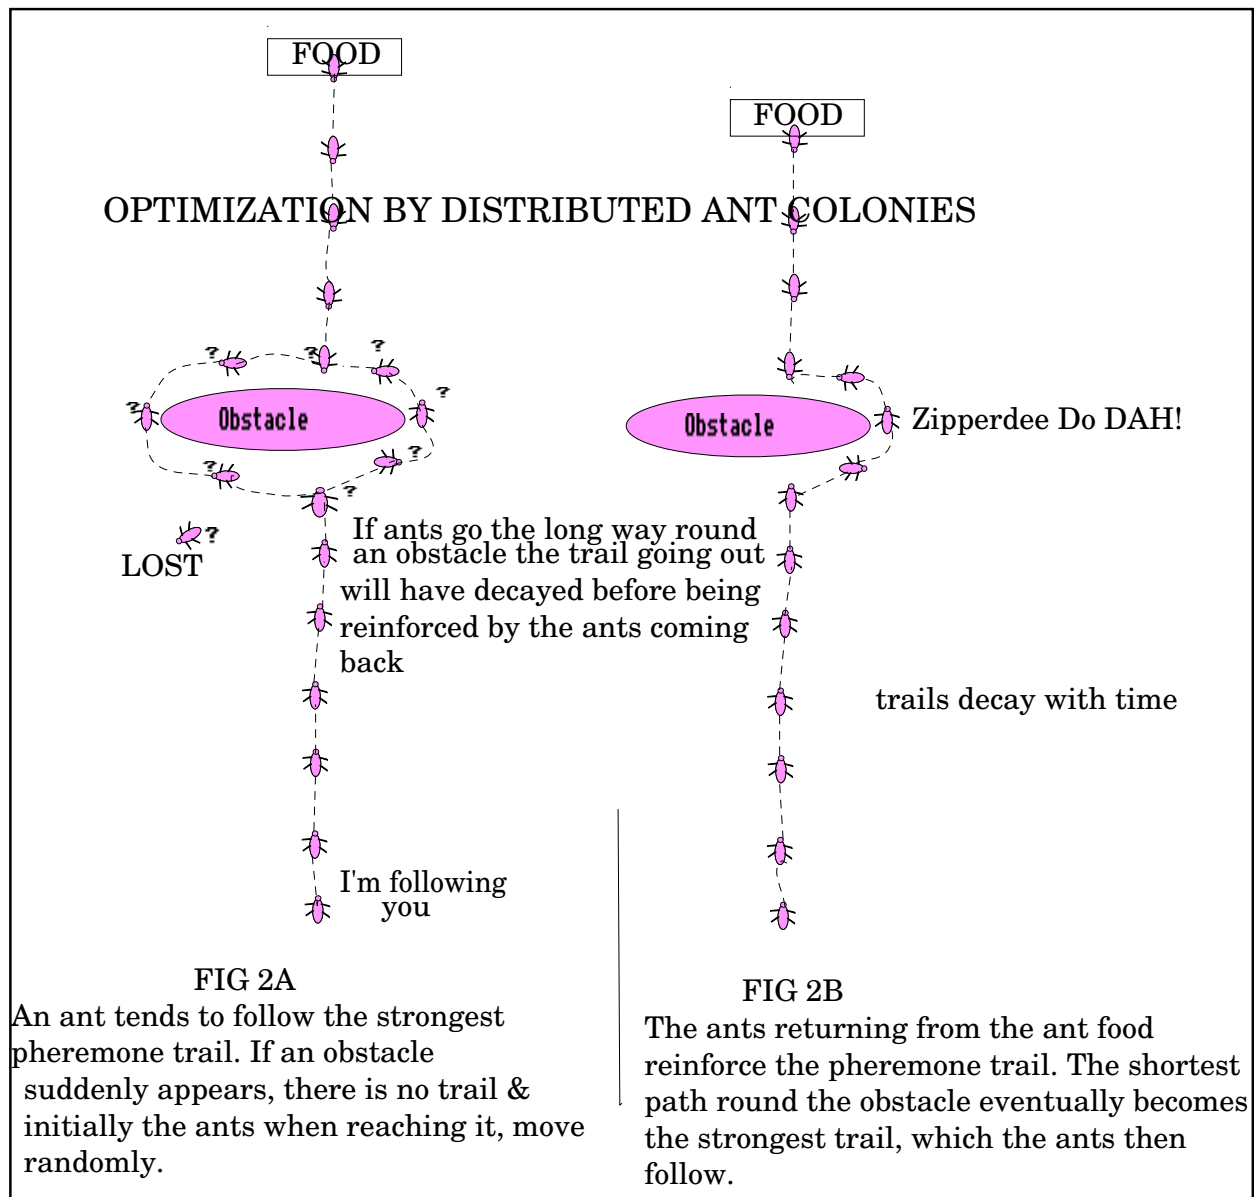 FOOD
FOOD
OPTIMIZATION BY DISTRIBUTED ANT COLONIES
? ? ?
? ?
Obstacle
Obstacle
Zipperdee Do DAH!
? ?
?
?
LOST
If ants go the long way round
an obstacle the trail going out
will have decayed before being
reinforced by the ants coming
back
trails decay with time
I'm following
you
FIG 2A
An ant tends to follow the strongest
pheremone trail. If an obstacle
suddenly appears, there is no trail &
initially the ants when reaching it, move
randomly.
FIG 2B
The ants returning from the ant food
reinforce the pheremone trail. The shortest
path round the obstacle eventually becomes
the strongest trail, which the ants then
follow.